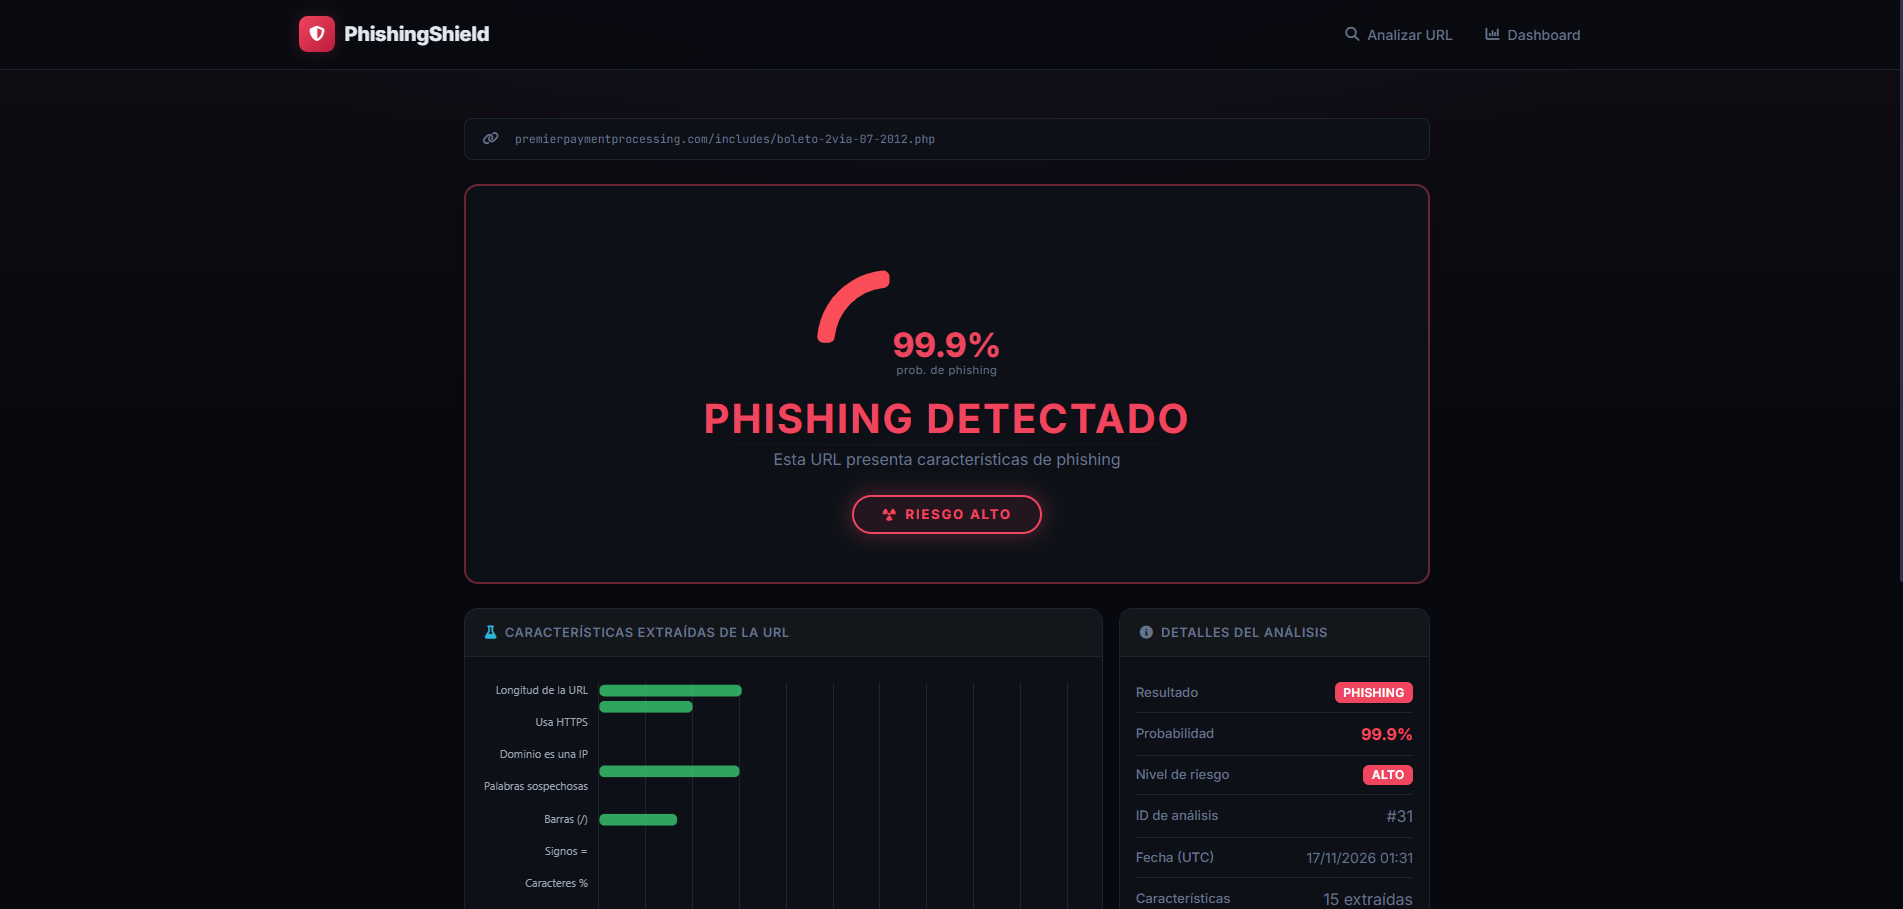 PhishingShield
Analizar URL
Dashboard
premierpaymentprocessing.com/includes/boleto-2via-07-2012.php
99.9%
prob. de phishing
PHISHING DETECTADO
Esta URL presenta características de phishing
RIESGO ALTO
CARACTERÍSTICAS EXTRAÍDAS DE LA URL
Longitud de la URL
Usa HTTPS
Dominio es una IP
Palabras sospechosas
Barras (/)
Signos =
Caracteres %
DETALLES DEL ANÁLISIS
Resultado PHISHING
Probabilidad 99.9%
Nivel de riesgo ALTO
ID de análisis #31
Fecha (UTC) 17/11/2026 01:31
Características 15 extraídas